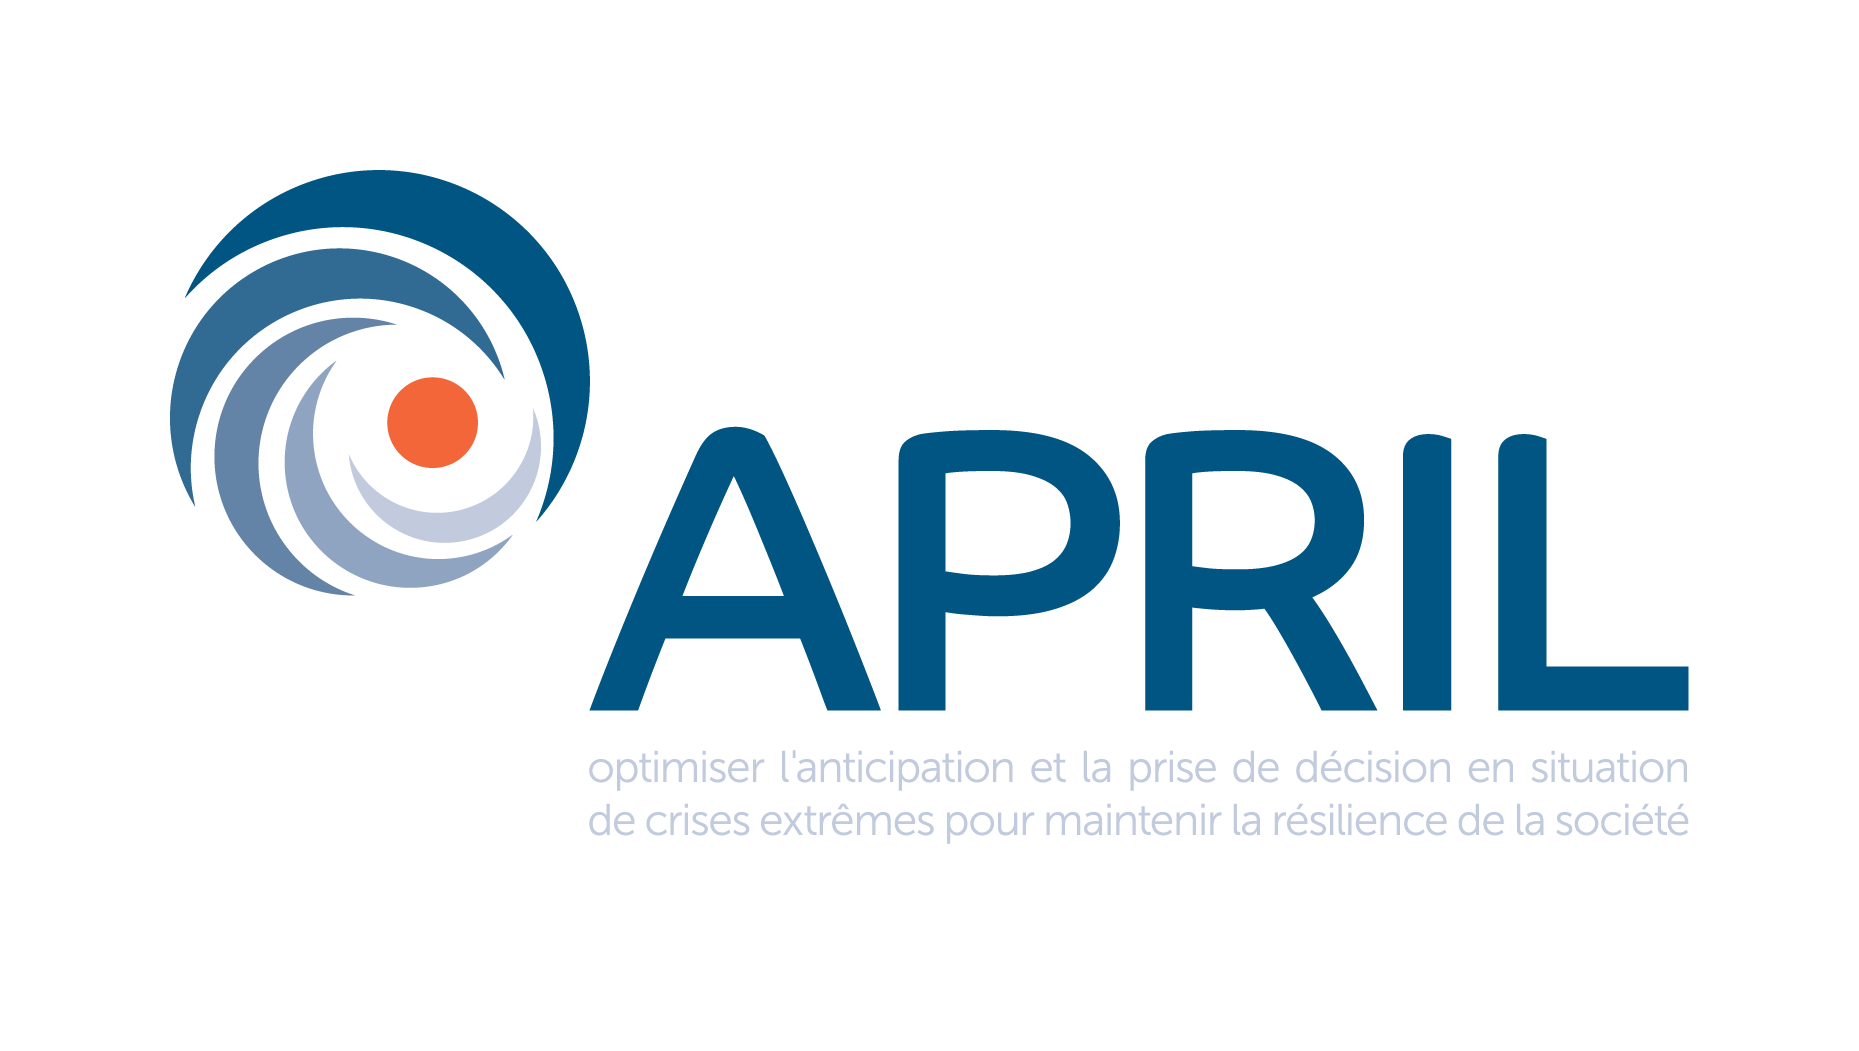 APRIL
optimiser l'anticipation et la prise de décision en situation
de crises extrêmes pour maintenir la résilience de la société